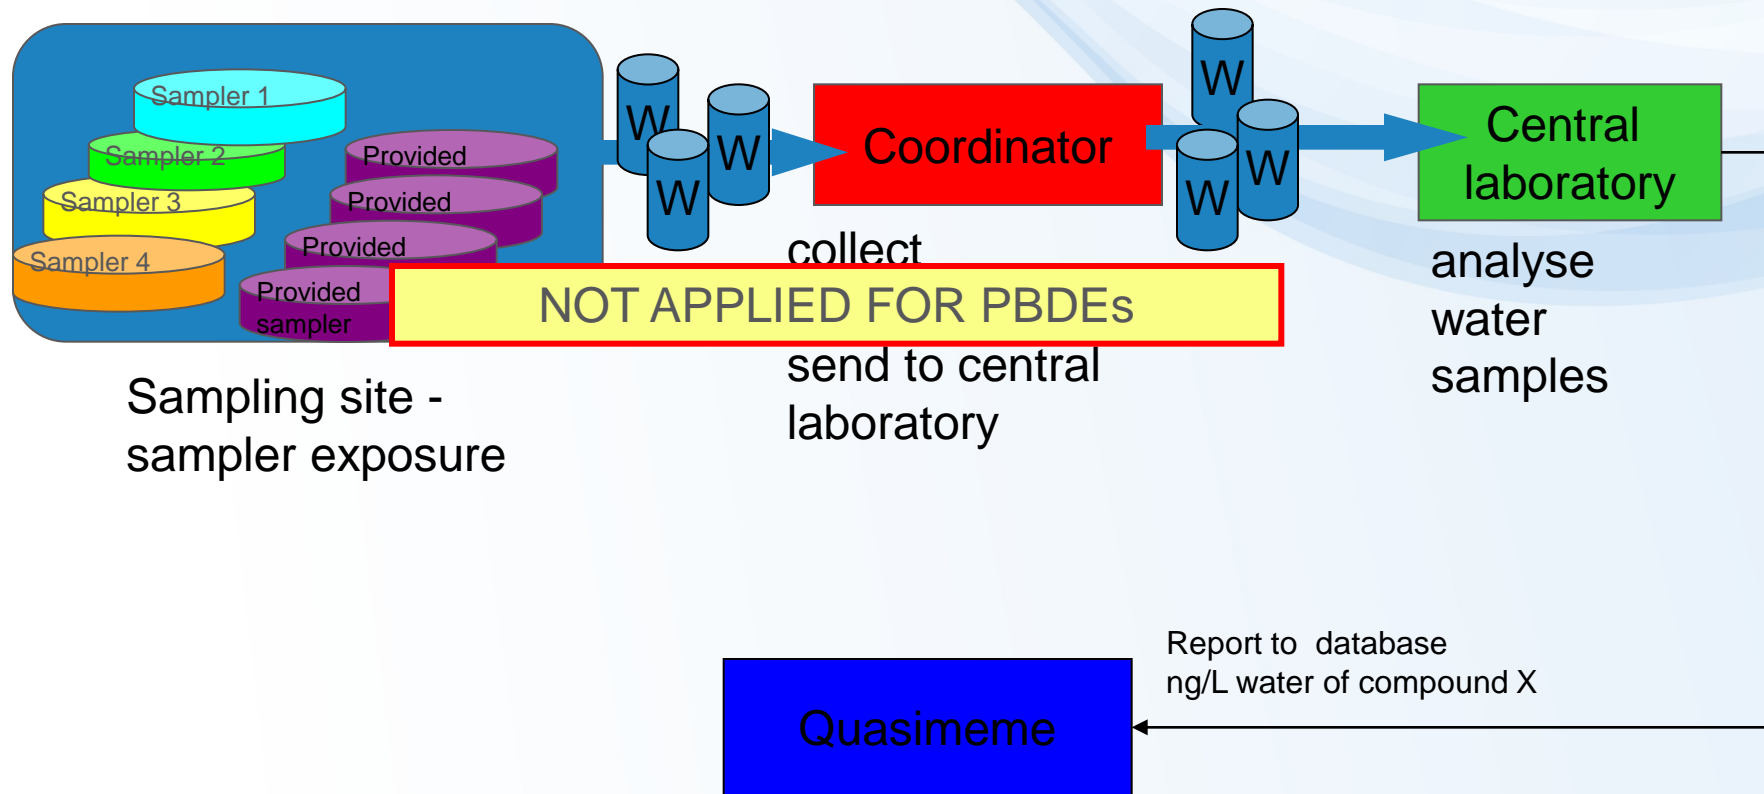 Sampler 1
Sampler 2
Sampler 3
Sampler 4
Provided
Provided
Provided
Provided
sampler
W
W
W
Coordinator
W
W
W
Central
laboratory
collect
NOT APPLIED FOR PBDEs
send to central
laboratory
analyse
water
samples
Sampling site -
sampler exposure
Report to database
ng/L water of compound X
Quasimeme